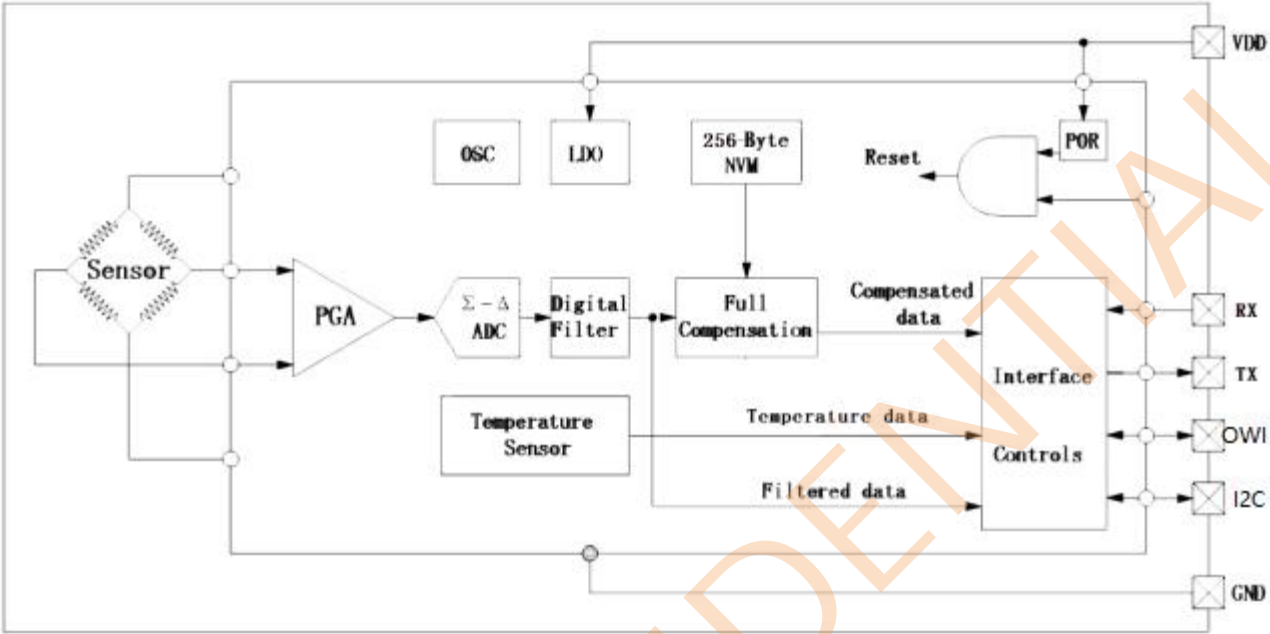 VDD
OSC
LDO
256-Byte
NVM
Reset
POR
Sensor
PGA
Σ-Δ
ADC
Digital
Filter
Full
Compensation
Compensated
data
RX
Interface
Controls
TX
Temperature
Sensor
Temperature data
OWI
Filtered data
I2C
GND
DENTIAL